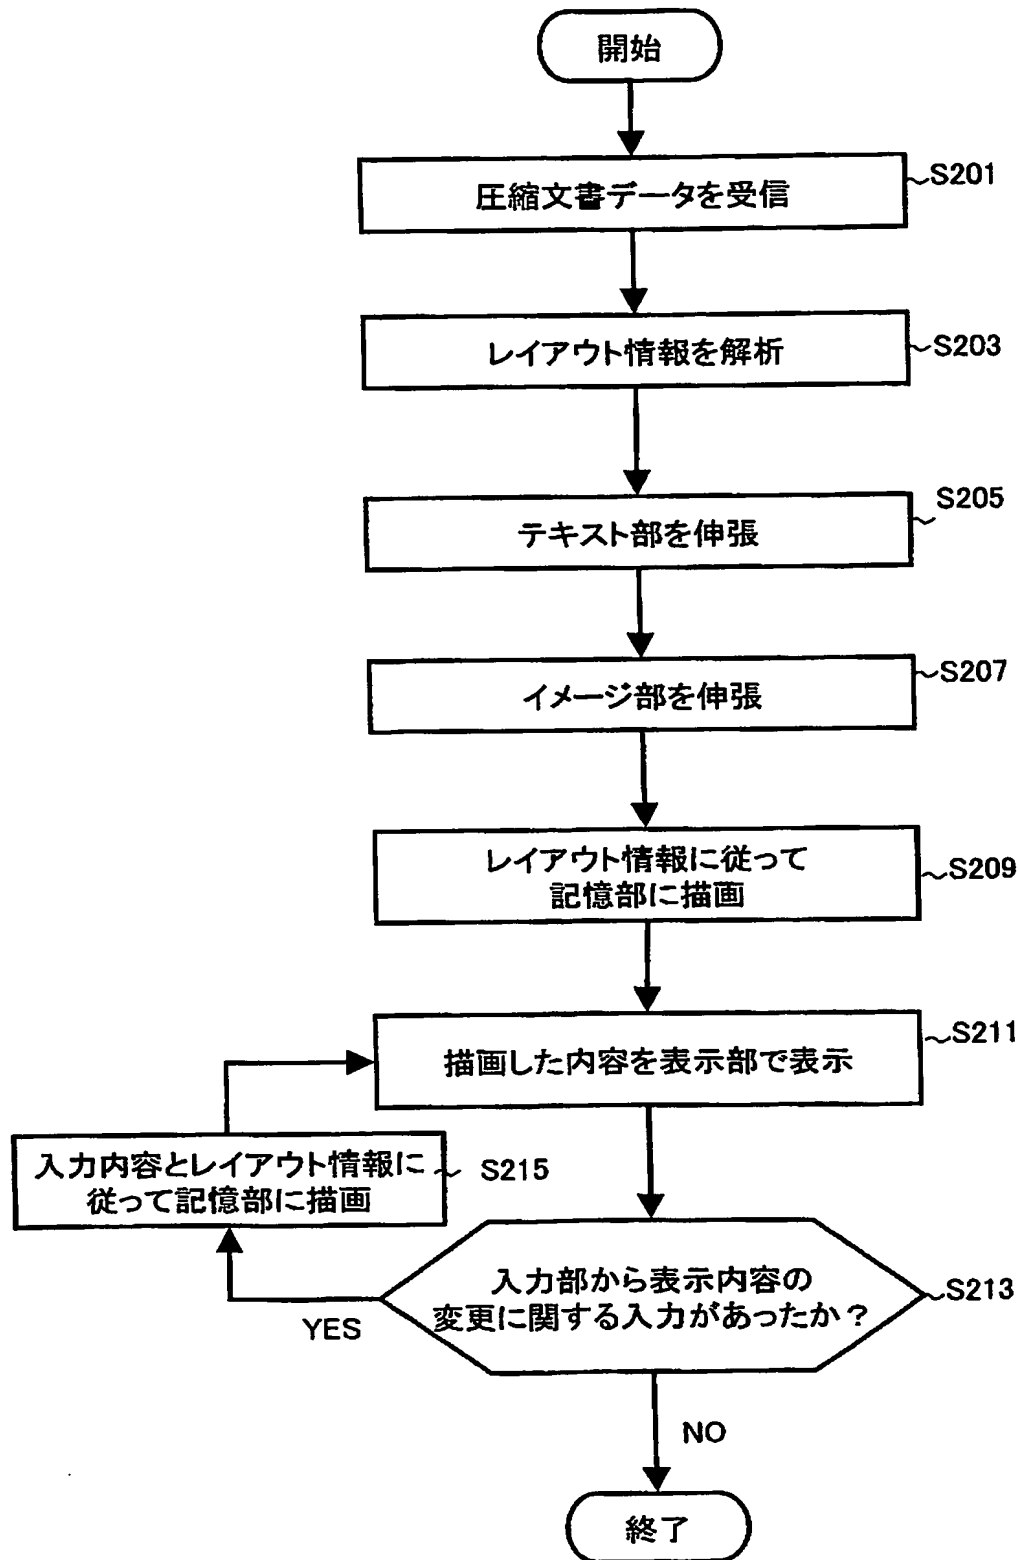 開始
圧縮文書データを受信
S201
レイアウト情報を解析
S203
テキスト部を伸張
S205
イメージ部を伸張
S207
レイアウト情報に従って
記憶部に描画
S209
描画した内容を表示部で表示
S211
入力内容とレイアウト情報に
従って記憶部に描画
S215
入力部から表示内容の
変更に関する入力があったか？
S213
YES
NO
終了